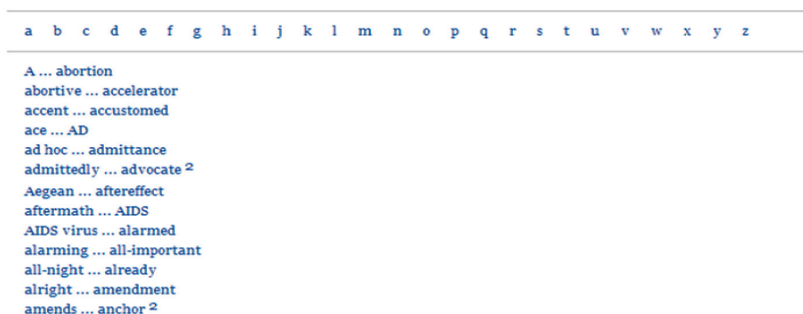 a b c d e f g h i j k l m n o p q r s t u v w x y z
A ... abortion
abortive ... accelerator
accent ... accustomed
ace ... AD
ad hoc ... admittance
admittedly ... advocate 2
Aegean ... aftereffect
aftermath ... AIDS
AIDS virus ... alarmed
alarming ... all-important
all-night ... already
alright ... amendment
amends ... anchor 2